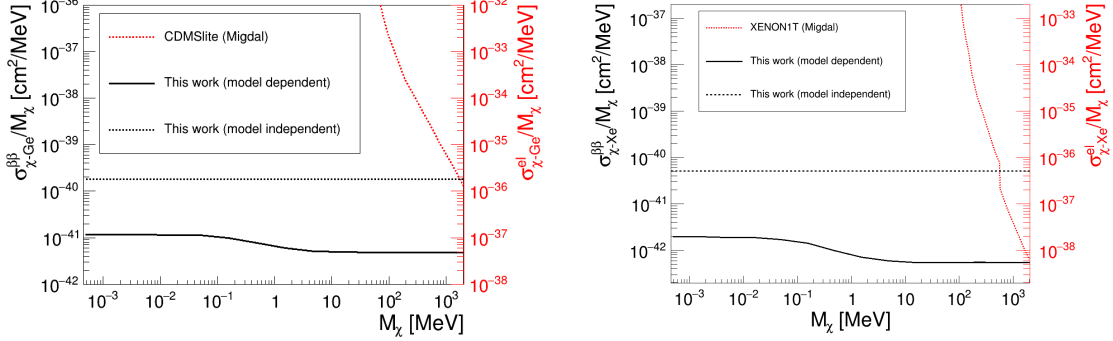 CDMSlite (Migdal)
This work (model dependent)
This work (model independent)
σ^ββ_χ-Ge/M_χ [cm²/MeV]
10⁻³⁶
10⁻³⁷
10⁻³⁸
10⁻³⁹
10⁻⁴⁰
10⁻⁴¹
10⁻⁴²
10⁻³²
10⁻³³
10⁻³⁴
10⁻³⁵
10⁻³⁶
10⁻³⁷
10⁻³⁸
σ^el_χ-Ge/M_χ [cm²/MeV]
10⁻³ 10⁻² 10⁻¹ 1 10 10² 10³
M_χ [MeV]
XENON1T (Migdal)
This work (model dependent)
This work (model independent)
σ^ββ_χ-Xe/M_χ [cm²/MeV]
10⁻³⁷
10⁻³⁸
10⁻³⁹
10⁻⁴⁰
10⁻⁴¹
10⁻⁴²
10⁻³³
10⁻³⁴
10⁻³⁵
10⁻³⁶
10⁻³⁷
10⁻³⁸
σ^el_χ-Xe/M_χ [cm²/MeV]
10⁻³ 10⁻² 10⁻¹ 1 10 10² 10³
M_χ [MeV]